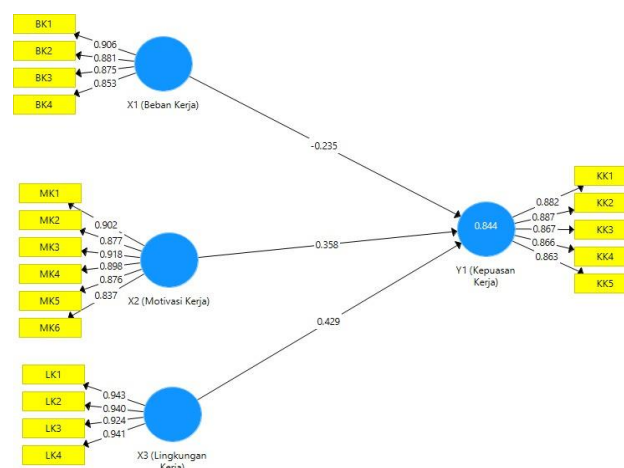 BK1
BK2
BK3
BK4
0.906
0.881
0.875
0.853
X1 (Beban Kerja)
-0.235
MK1
MK2
MK3
MK4
MK5
MK6
0.902
0.877
0.918
0.898
0.876
0.837
X2 (Motivasi Kerja)
0.358
LK1
LK2
LK3
LK4
0.943
0.940
0.924
0.941
X3 (Lingkungan
Kerja)
0.429
0.844
Y1 (Kepuasan
Kerja)
0.882
0.887
0.867
0.866
0.863
KK1
KK2
KK3
KK4
KK5